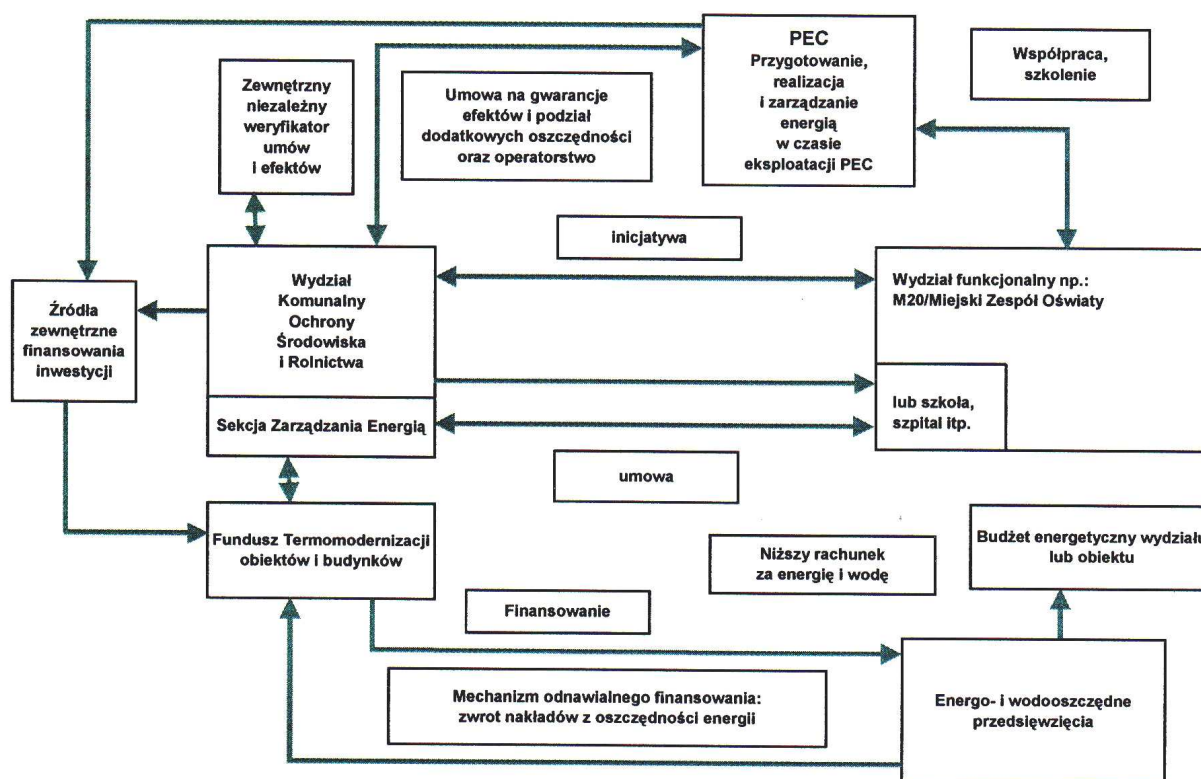 PEC
Przygotowanie,
realizacja
i zarządzanie
energią
w czasie
eksploatacji PEC
Współpraca,
szkolenie
Zewnętrzny
niezależny
weryfikator
umów
i efektów
Umowa na gwarancje
efektów i podział
dodatkowych oszczędności
oraz operatorstwo
inicjatywa
Wydział
Komunalny
Ochrony
Środowiska
i Rolnictwa
Wydział funkcjonalny np.:
M20/Miejski Zespół Oświaty
Źródła
zewnętrzne
finansowania
inwestycji
lub szkoła,
szpital itp.
Sekcja Zarządzania Energią
umowa
Fundusz Termomodernizacji
obiektów i budynków
Niższy rachunek
za energię i wodę
Budżet energetyczny wydziału
lub obiektu
Finansowanie
Mechanizm odnawialnego finansowania:
zwrot nakładów z oszczędności energii
Energo- i wodooszczędne
przedsięwzięcia